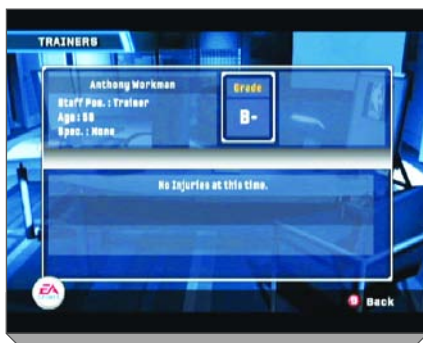 TRAINERS
Anthony Workman
Staff Pos. : Trainer
Age : 58
Spec. : None
Grade
B-
No Injuries at this time.
EA
B Back